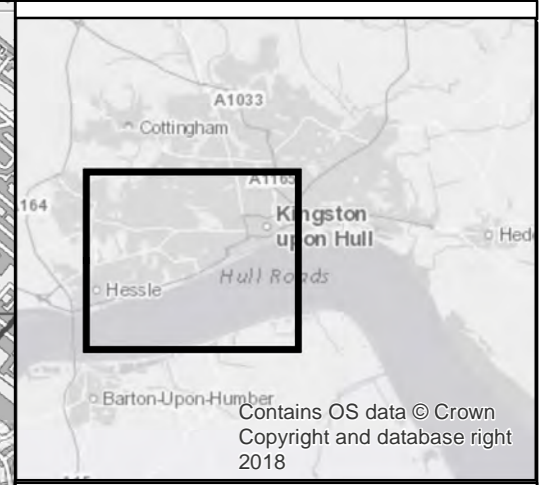 A1033
Cottingham
A1165
164
Kingston
upon Hull
Hed
Hull Roads
Hessle
Barton-Upon-Humber
Contains OS data © Crown
Copyright and database right
2018